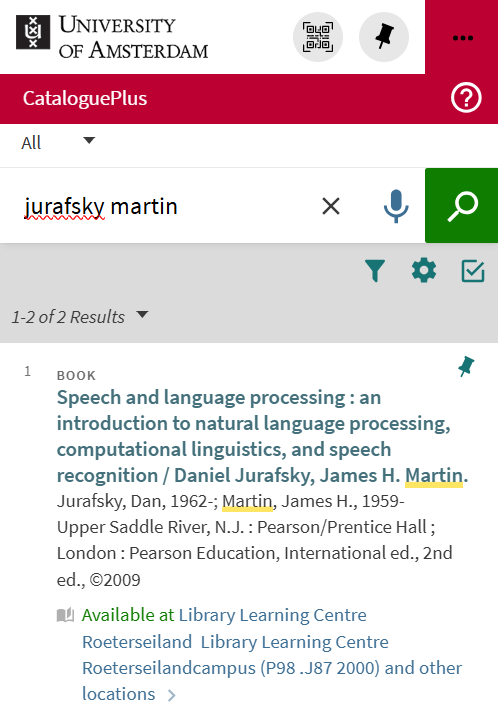 UNIVERSITY
OF AMSTERDAM
CataloguePlus
All
jurafsky martin
1-2 of 2 Results
1
BOOK
Speech and language processing : an
introduction to natural language processing,
computational linguistics, and speech
recognition / Daniel Jurafsky, James H. Martin.
Jurafsky, Dan, 1962-; Martin, James H., 1959-
Upper Saddle River, N.J. : Pearson/Prentice Hall ;
London : Pearson Education, International ed., 2nd
ed., ©2009
Available at Library Learning Centre
Roeterseiland Library Learning Centre
Roeterseilandcampus (P98 .J87 2000) and other
locations